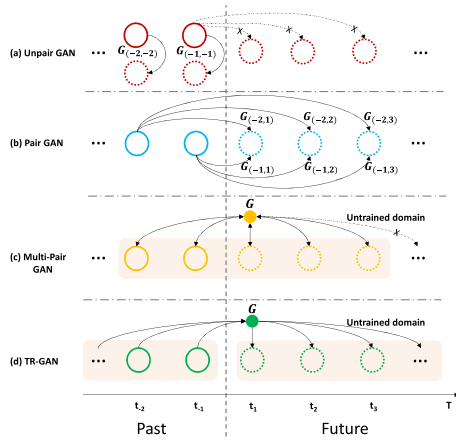 (a) Unpair GAN
...
G(-2,-2)
G(-1,-1)
X
X
X
...
(b) Pair GAN
...
G(-2,1)
G(-2,2)
G(-2,3)
G(-1,1)
G(-1,2)
G(-1,3)
G
Untrained domain
X
(c) Multi-Pair
GAN
...
...
G
Untrained domain
(d) TR-GAN
...
...
t-2
t-1
t1
t2
t3
T
Past
Future